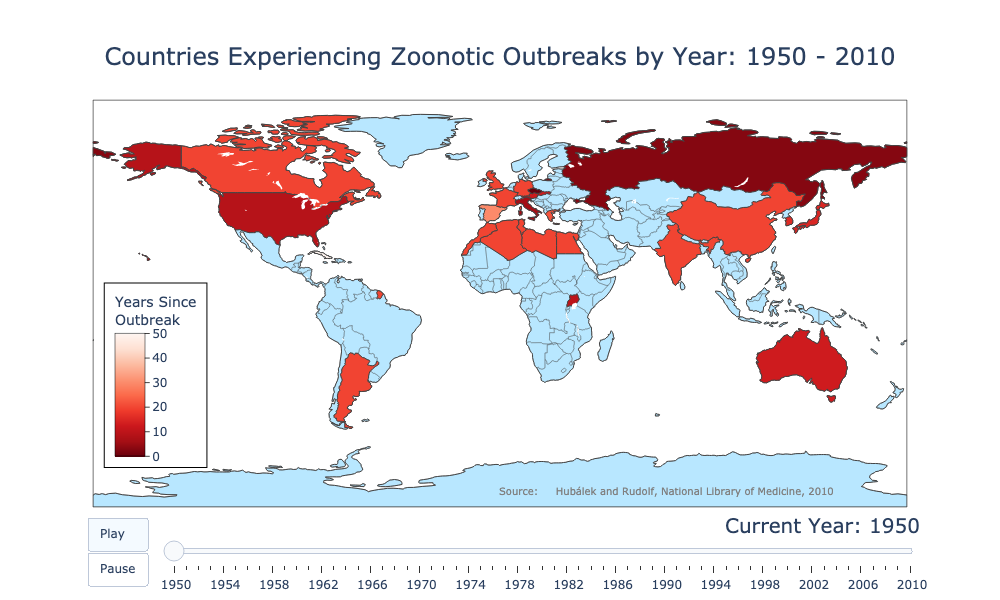 Countries Experiencing Zoonotic Outbreaks by Year: 1950 - 2010
Years Since
Outbreak
50
40
30
20
10
0
Source: Hubálek and Rudolf, National Library of Medicine, 2010
Current Year: 1950
Play
Pause
1950 1954 1958 1962 1966 1970 1974 1978 1982 1986 1990 1994 1998 2002 2006 2010